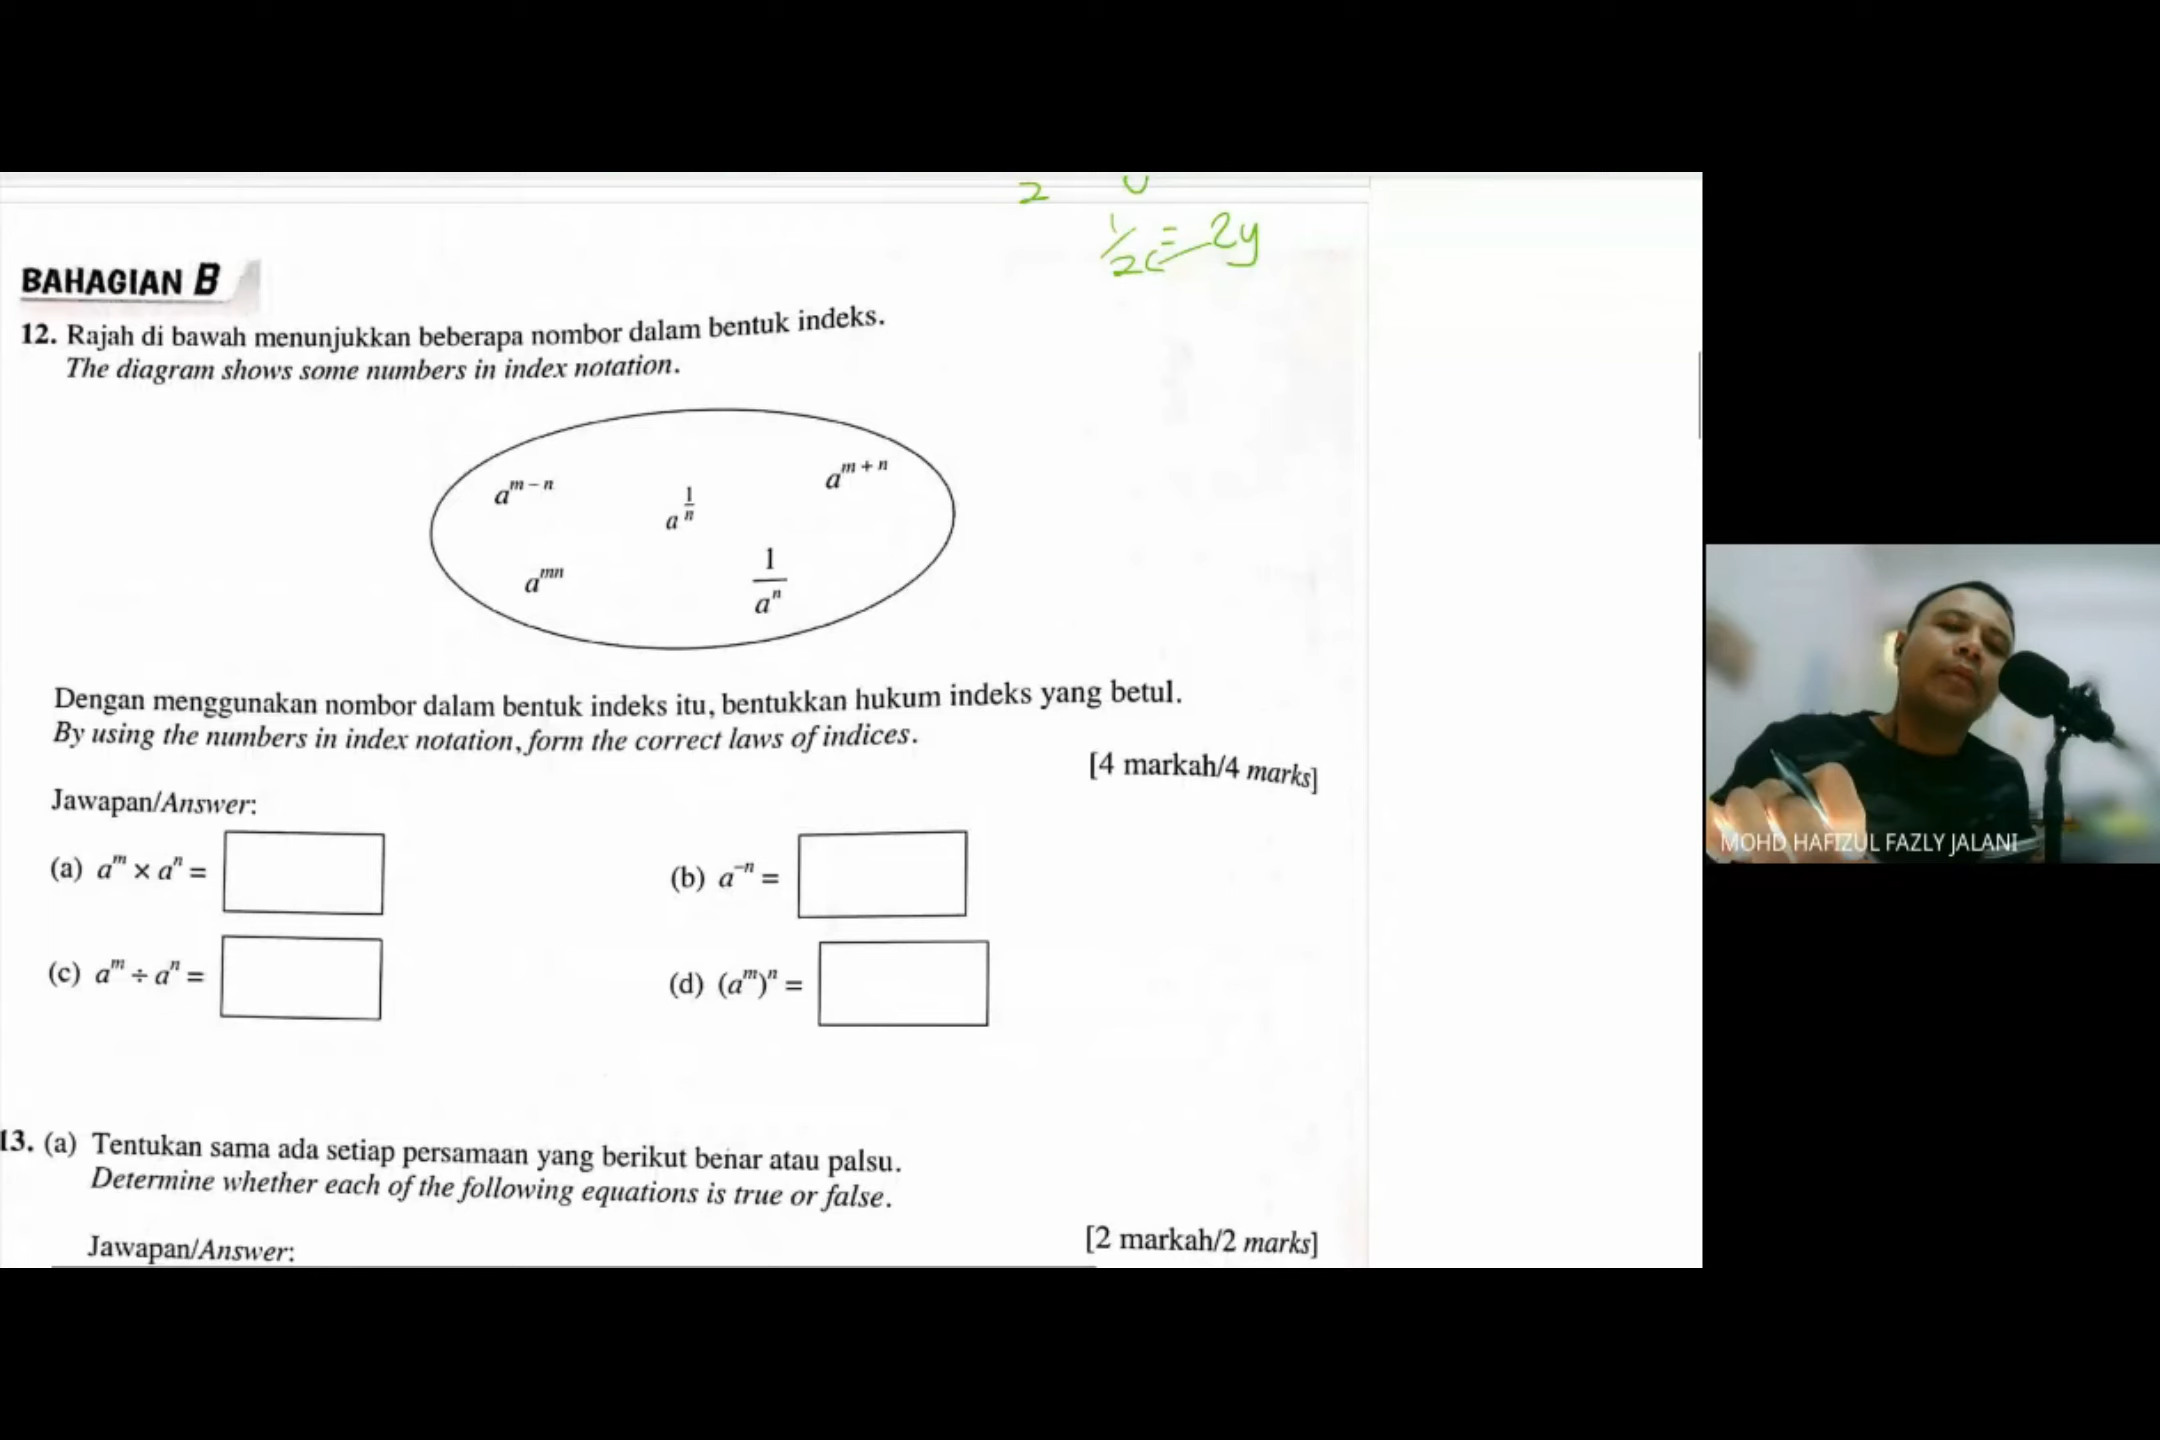 2
½ = 2y
BAHAGIAN B
12. Rajah di bawah menunjukkan beberapa nombor dalam bentuk indeks.
The diagram shows some numbers in index notation.
a^{m – n}
a^{m + n}
a^{\frac{1}{n}}
a^{mn}
\frac{1}{a^n}
Dengan menggunakan nombor dalam bentuk indeks itu, bentukkan hukum indeks yang betul.
By using the numbers in index notation, form the correct laws of indices.
[4 markah/4 marks]
Jawapan/Answer:
(a) a^m × a^n =
(b) a^{–n} =
(c) a^m ÷ a^n =
(d) (a^m)^n =
MOHD HAFIZUL FAZLY JALANI
13. (a) Tentukan sama ada setiap persamaan yang berikut benar atau palsu.
Determine whether each of the following equations is true or false.
[2 markah/2 marks]
Jawapan/Answer: